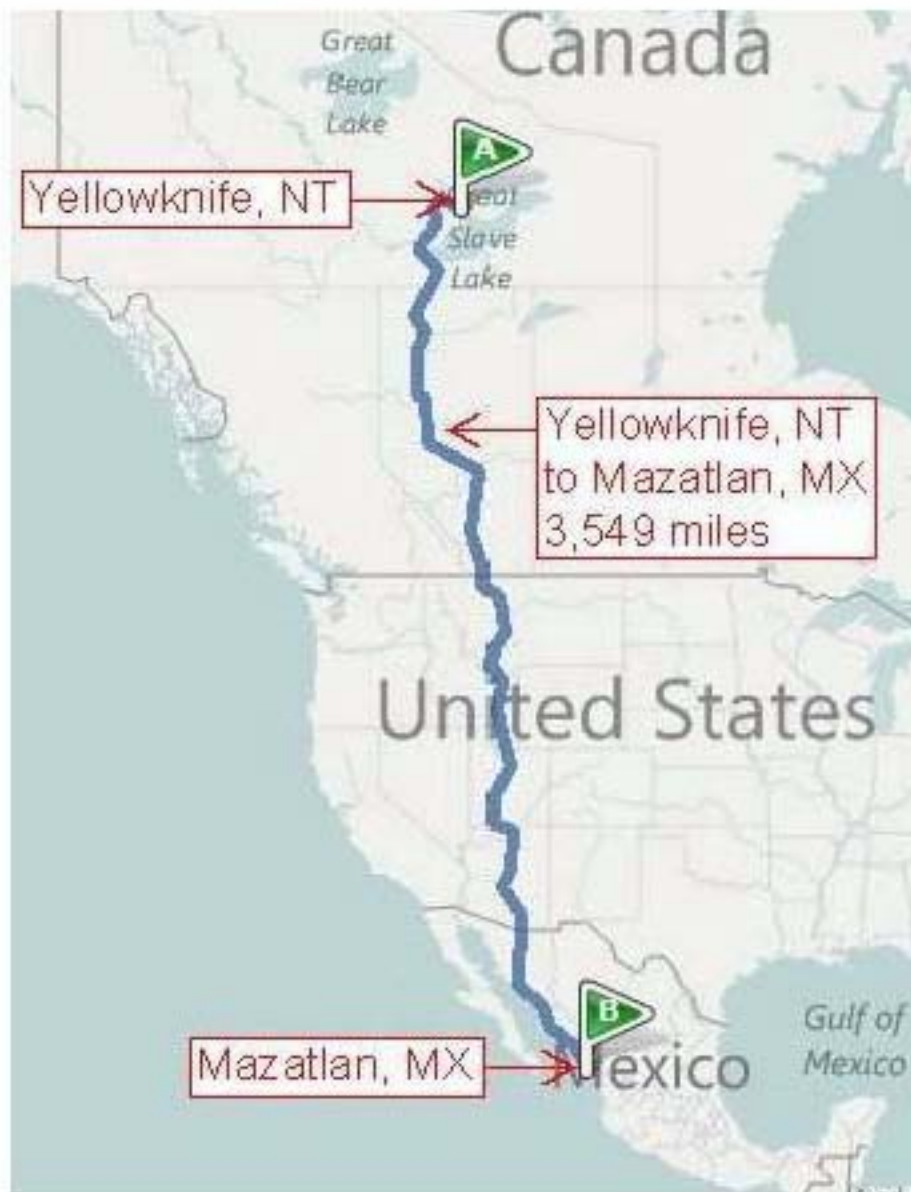 Canada
Great
Bear
Lake
A
Yellowknife, NT
Slave
Lake
Yellowknife, NT
to Mazatlan, MX
3,549 miles
United States
B
Gulf of
Mexico
Mazatlan, MX
Mexico